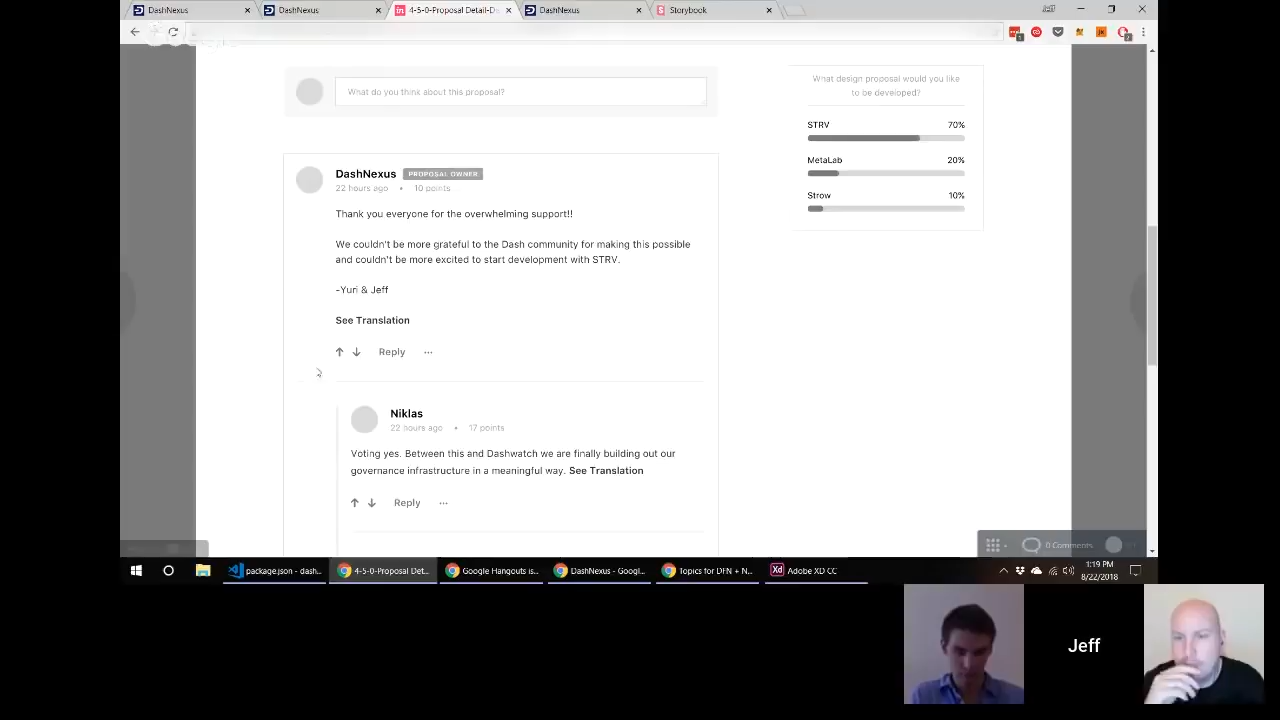 DashNexus
DashNexus
4-5-0-Proposal Detail-Da
DashNexus
Storybook
Jeff
What do you think about this proposal?
What design proposal would you like
to be developed?
STRV 70%
MetaLab 20%
Strow 10%
DashNexus PROPOSAL OWNER
22 hours ago • 10 points
Thank you everyone for the overwhelming support!!
We couldn't be more grateful to the Dash community for making this possible
and couldn't be more excited to start development with STRV.
-Yuri & Jeff
See Translation
Reply ...
Niklas
22 hours ago • 17 points
Voting yes. Between this and Dashwatch we are finally building out our
governance infrastructure in a meaningful way. See Translation
Reply ...
0 Comments
package.json - dash...
4-5-0-Proposal Det...
Google Hangouts is...
DashNexus - Googl...
Topics for DFN + N...
Adobe XD CC
1:19 PM
8/22/2018
Jeff